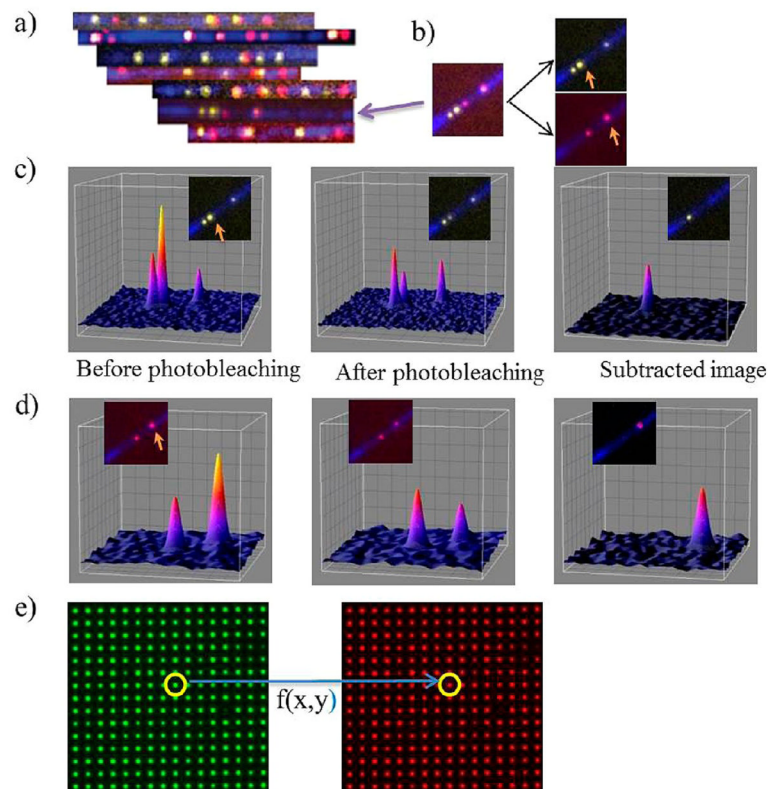 a)
b)
c)
Before photobleaching
After photobleaching
Subtracted image
d)
e)
f(x,y)